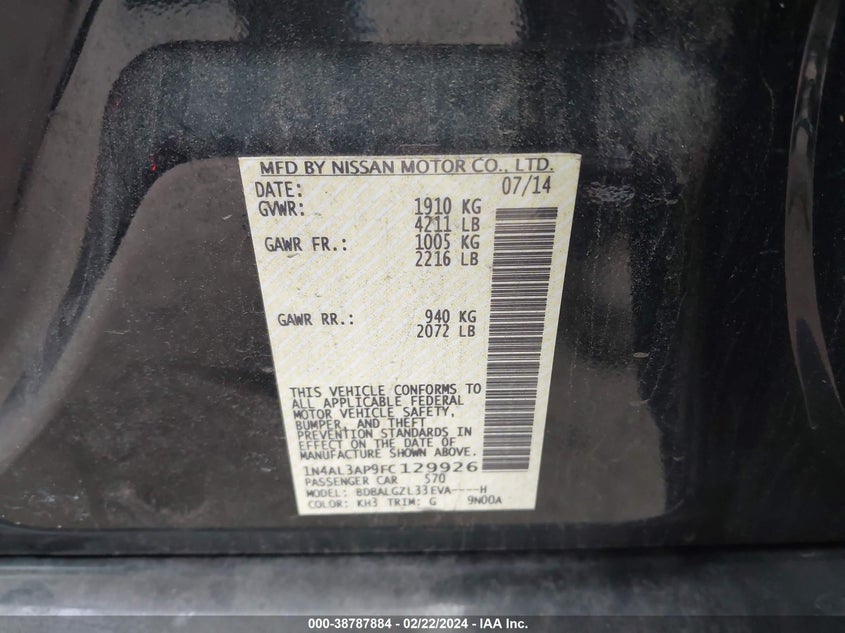 MFD BY NISSAN MOTOR CO., LTD.
DATE: 07/14
GVWR: 1910 KG
4211 LB
GAWR FR.: 1005 KG
2216 LB
GAWR RR.: 940 KG
2072 LB
THIS VEHICLE CONFORMS TO
ALL APPLICABLE FEDERAL
MOTOR VEHICLE SAFETY,
BUMPER, AND THEFT
PREVENTION STANDARDS IN
EFFECT ON THE DATE OF
MANUFACTURE SHOWN ABOVE.
1N4AL3AP9FC129926
PASSENGER CAR 570
MODEL: BDBALGZL33EVA----H
COLOR: KH3 TRIM: G 9N00A
000-38787884 - 02/22/2024 - IAA Inc.